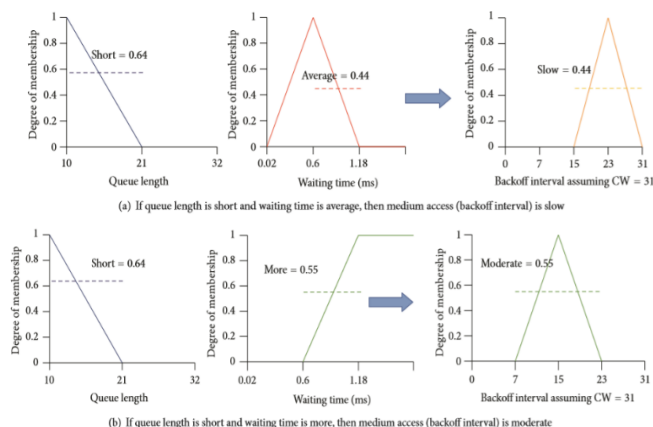 Degree of membership
1
0.8
0.6
0.4
0.2
0
Short = 0.64
10 21 32
Queue length
Degree of membership
1
0.8
0.6
0.4
0.2
0
Average = 0.44
0.02 0.6 1.18
Waiting time (ms)
Degree of membership
1
0.8
0.6
0.4
0.2
0
Slow = 0.44
0 7 15 23 31
Backoff interval assuming CW = 31
(a) If queue length is short and waiting time is average, then medium access (backoff interval) is slow
Degree of membership
1
0.8
0.6
0.4
0.2
0
Short = 0.64
10 21 32
Queue length
Degree of membership
1
0.8
0.6
0.4
0.2
0
More = 0.55
0.02 0.6 1.18
Waiting time (ms)
Degree of membership
1
0.8
0.6
0.4
0.2
0
Moderate = 0.55
0 7 15 23 31
Backoff interval assuming CW = 31
(b) If queue length is short and waiting time is more, then medium access (backoff interval) is moderate